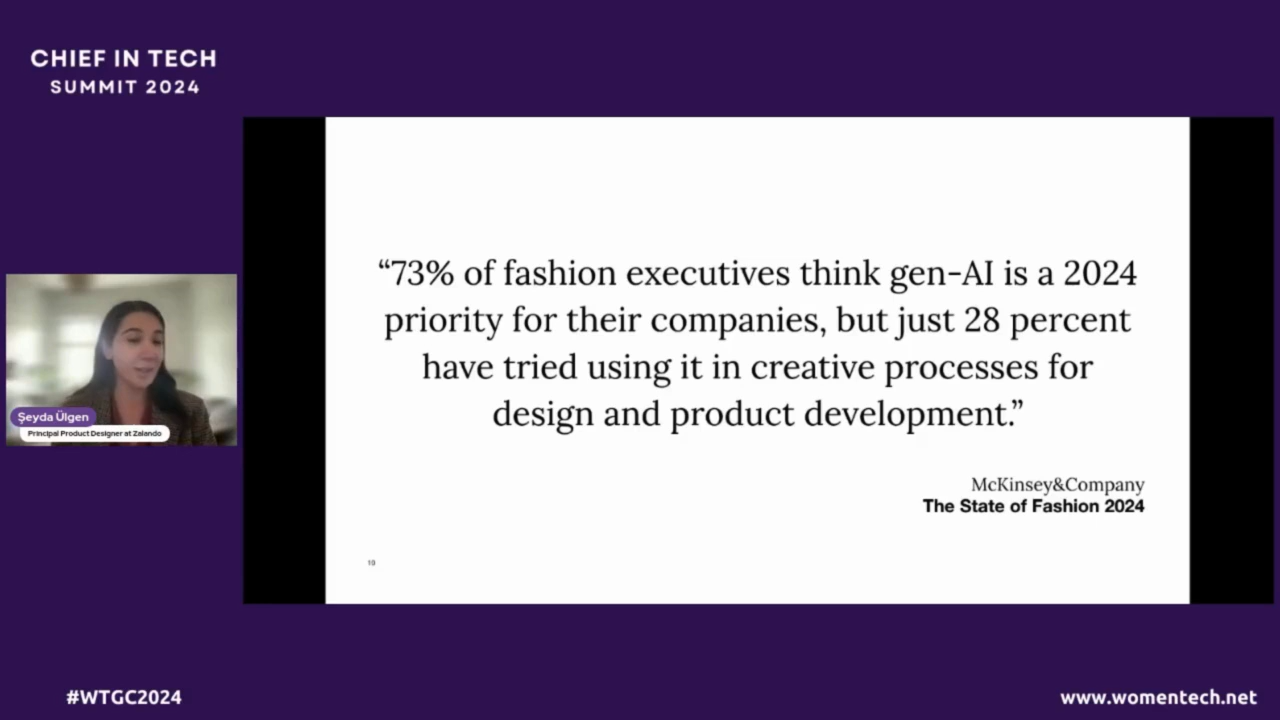 CHIEF IN TECH
SUMMIT 2024
“73% of fashion executives think gen-AI is a 2024
priority for their companies, but just 28 percent
have tried using it in creative processes for
design and product development.”
McKinsey&Company
The State of Fashion 2024
10
Şeyda Ülgen
Principal Product Designer at Zalando
#WTGC2024
www.womentech.net